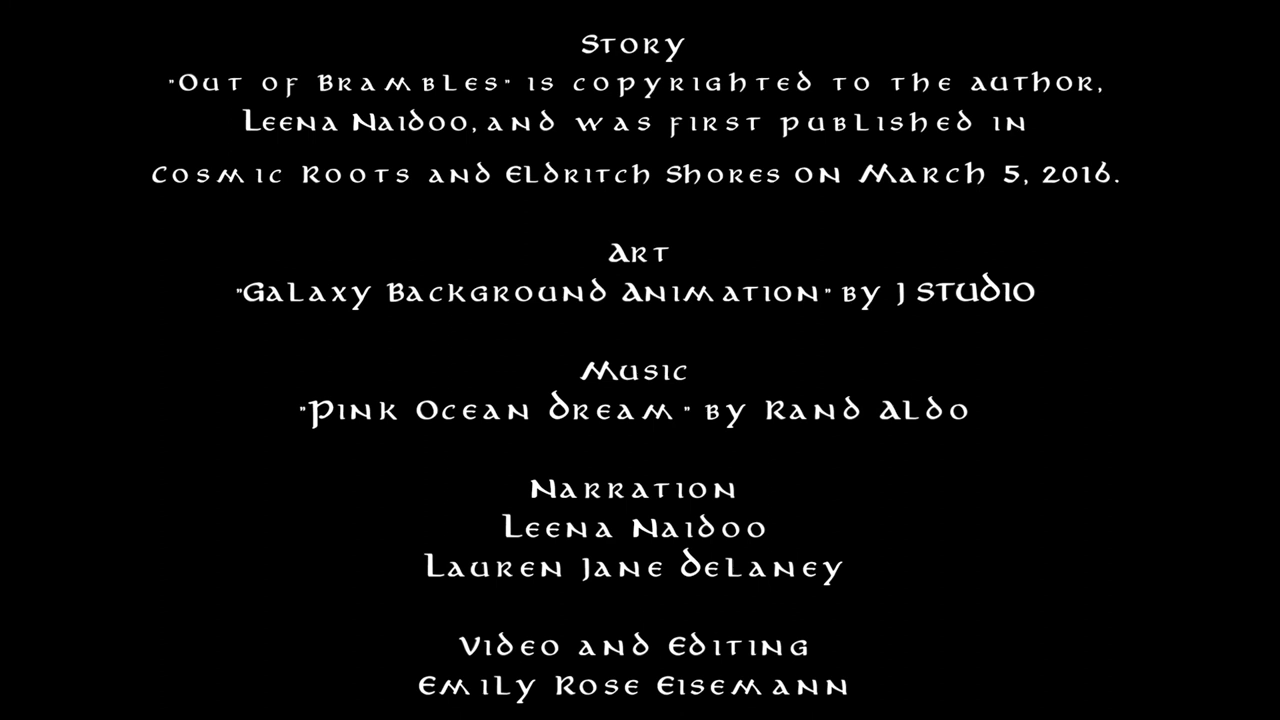 Story
"Out of Brambles" is copyrighted to the author,
Leena Naidoo, and was first published in
Cosmic Roots and Eldritch Shores on March 5, 2016.
Art
"Galaxy Background Animation" by J STUDIO
Music
"Pink Ocean Dream" by Rand Aldo
Narration
Leena Naidoo
Lauren Jane Delaney
Video and Editing
Emily Rose Eisemann